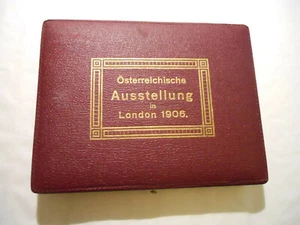 Österreichische
Ausstellung
in
London 1906.